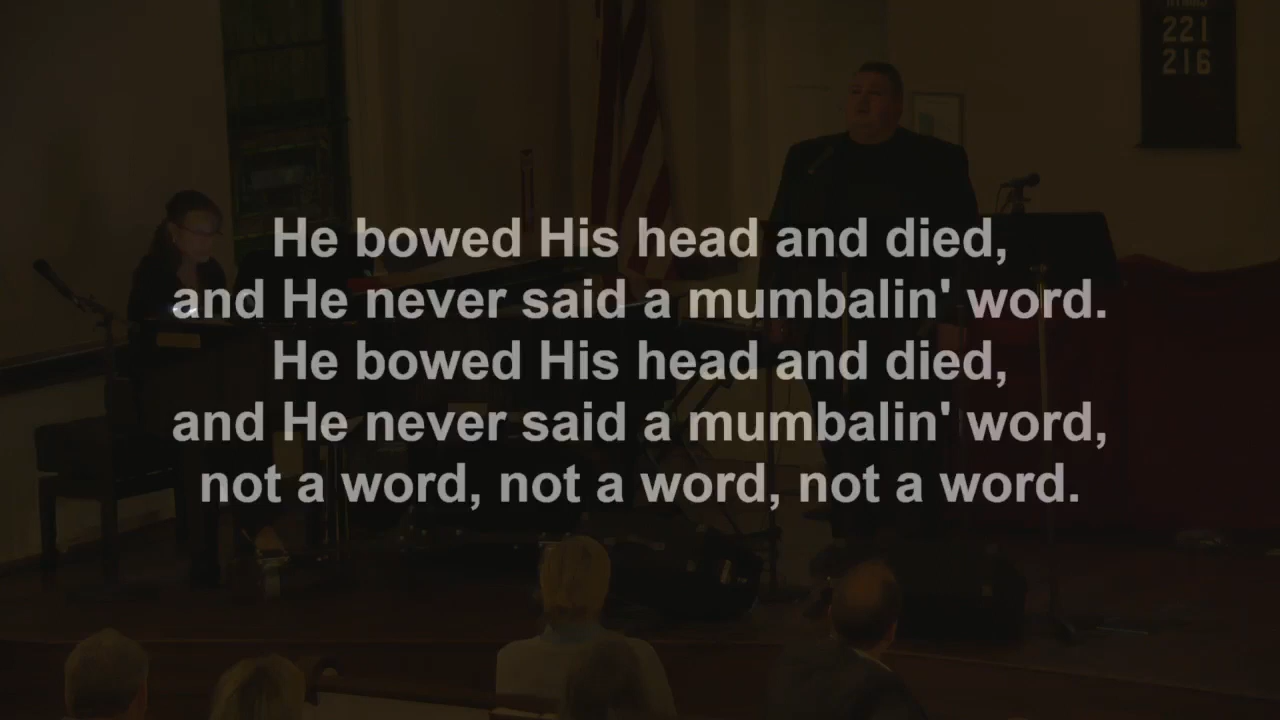 HYMNS
221
216
He bowed His head and died,
and He never said a mumbalin' word.
He bowed His head and died,
and He never said a mumbalin' word,
not a word, not a word, not a word.